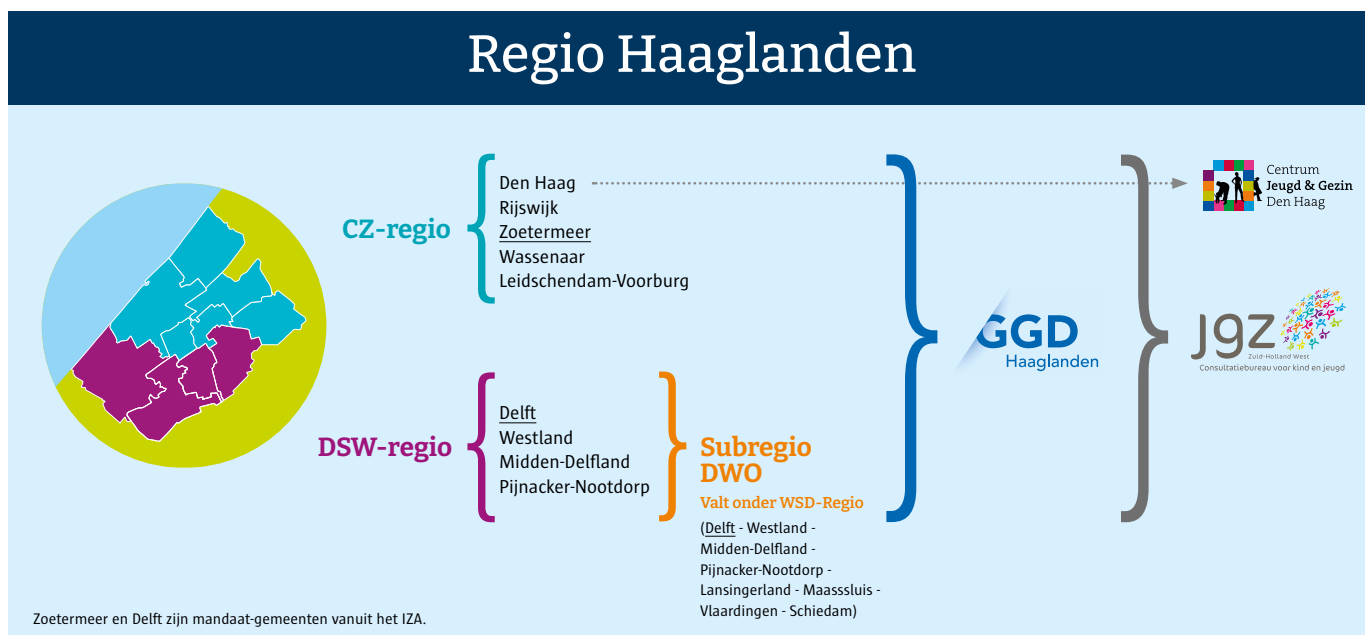 Regio Haaglanden
CZ-regio
Den Haag
Rijswijk
Zoetermeer
Wassenaar
Leidschendam-Voorburg
DSW-regio
Delft
Westland
Midden-Delfland
Pijnacker-Nootdorp
Subregio
DWO
Valt onder WSD-Regio
(Delft - Westland -
Midden-Delfland -
Pijnacker-Nootdorp -
Lansingerland - Maasssluis -
Vlaardingen - Schiedam)
GGD
Haaglanden
Centrum
Jeugd & Gezin
Den Haag
JGZ
Zuid-Holland West
Consultatiebureau voor kind en jeugd
Zoetermeer en Delft zijn mandaat-gemeenten vanuit het IZA.